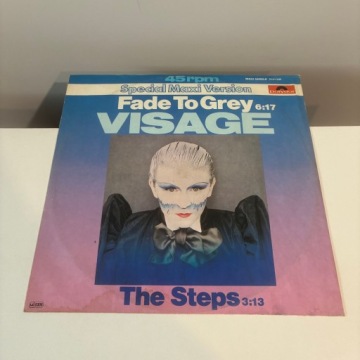 45 rpm
Special Maxi Version
Fade To Grey 6:17
VISAGE
The Steps 3:13